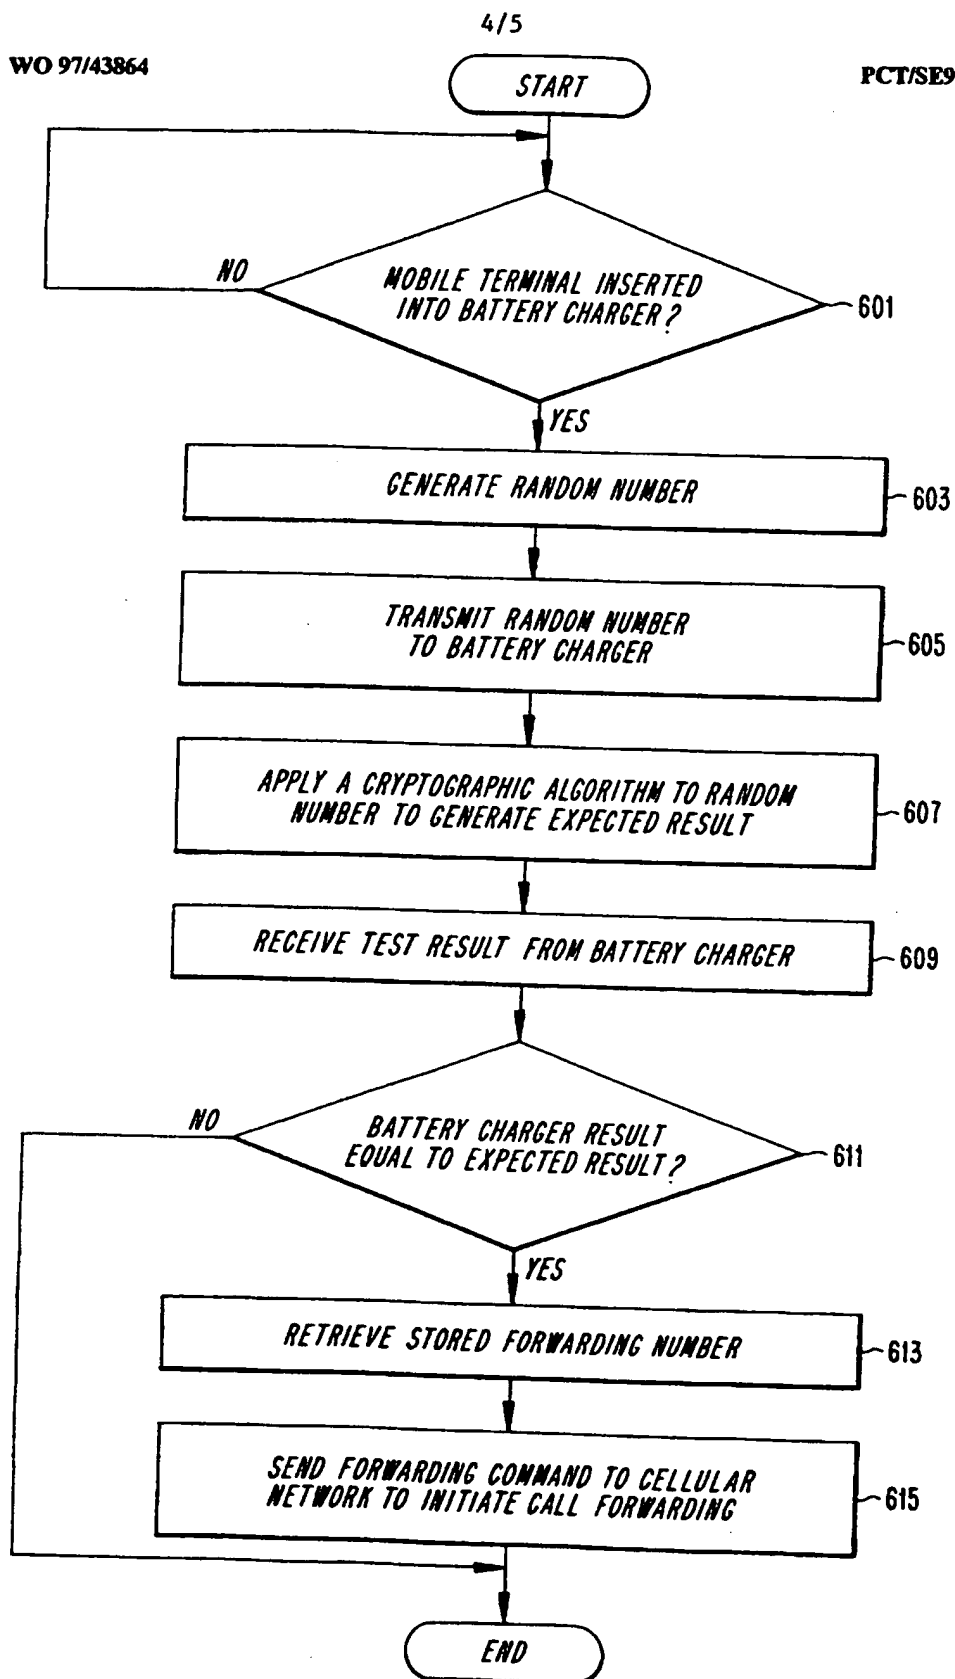 4/5
WO 97/43864
PCT/SE9
START
NO
MOBILE TERMINAL INSERTED
INTO BATTERY CHARGER?
601
YES
GENERATE RANDOM NUMBER
603
TRANSMIT RANDOM NUMBER
TO BATTERY CHARGER
605
APPLY A CRYPTOGRAPHIC ALGORITHM TO RANDOM
NUMBER TO GENERATE EXPECTED RESULT
607
RECEIVE TEST RESULT FROM BATTERY CHARGER
609
NO
BATTERY CHARGER RESULT
EQUAL TO EXPECTED RESULT?
611
YES
RETRIEVE STORED FORWARDING NUMBER
613
SEND FORWARDING COMMAND TO CELLULAR
NETWORK TO INITIATE CALL FORWARDING
615
END